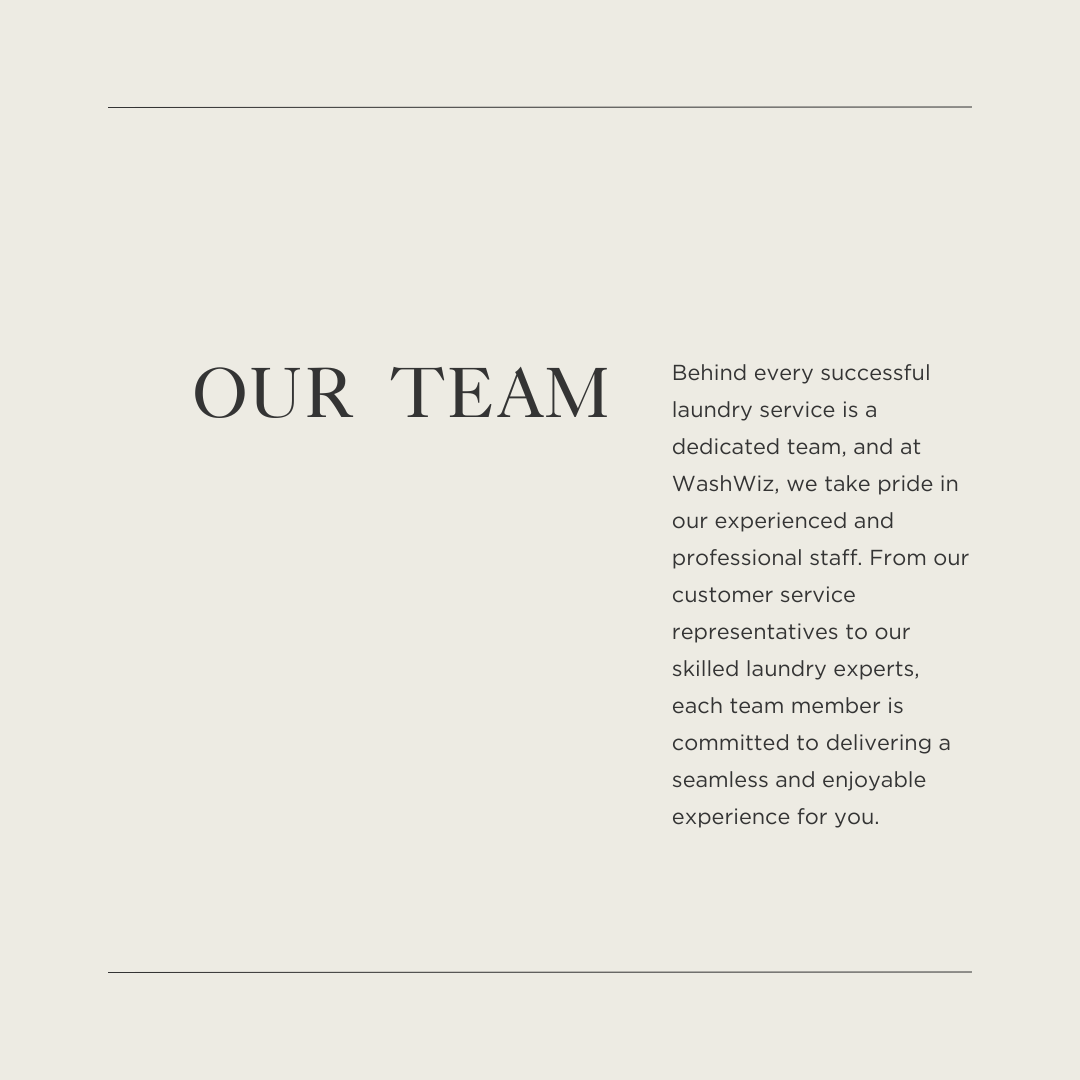 OUR TEAM
Behind every successful
laundry service is a
dedicated team, and at
WashWiz, we take pride in
our experienced and
professional staff. From our
customer service
representatives to our
skilled laundry experts,
each team member is
committed to delivering a
seamless and enjoyable
experience for you.